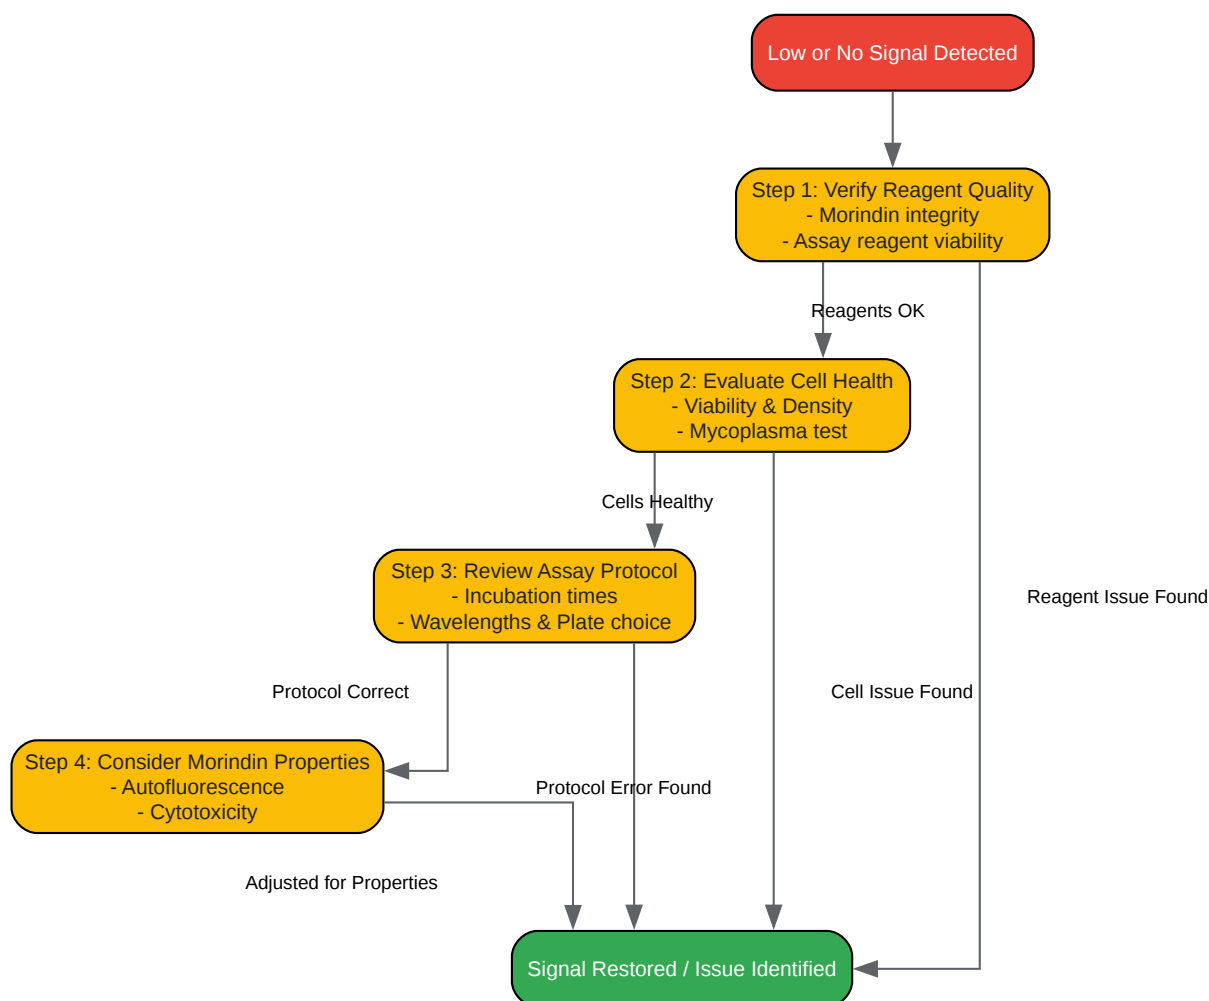 Low or No Signal Detected
Step 1: Verify Reagent Quality
- Morindin integrity
- Assay reagent viability
Reagents OK
Step 2: Evaluate Cell Health
- Viability & Density
- Mycoplasma test
Cells Healthy
Step 3: Review Assay Protocol
- Incubation times
- Wavelengths & Plate choice
Reagent Issue Found
Protocol Correct
Cell Issue Found
Step 4: Consider Morindin Properties
- Autofluorescence
- Cytotoxicity
Protocol Error Found
Adjusted for Properties
Signal Restored / Issue Identified